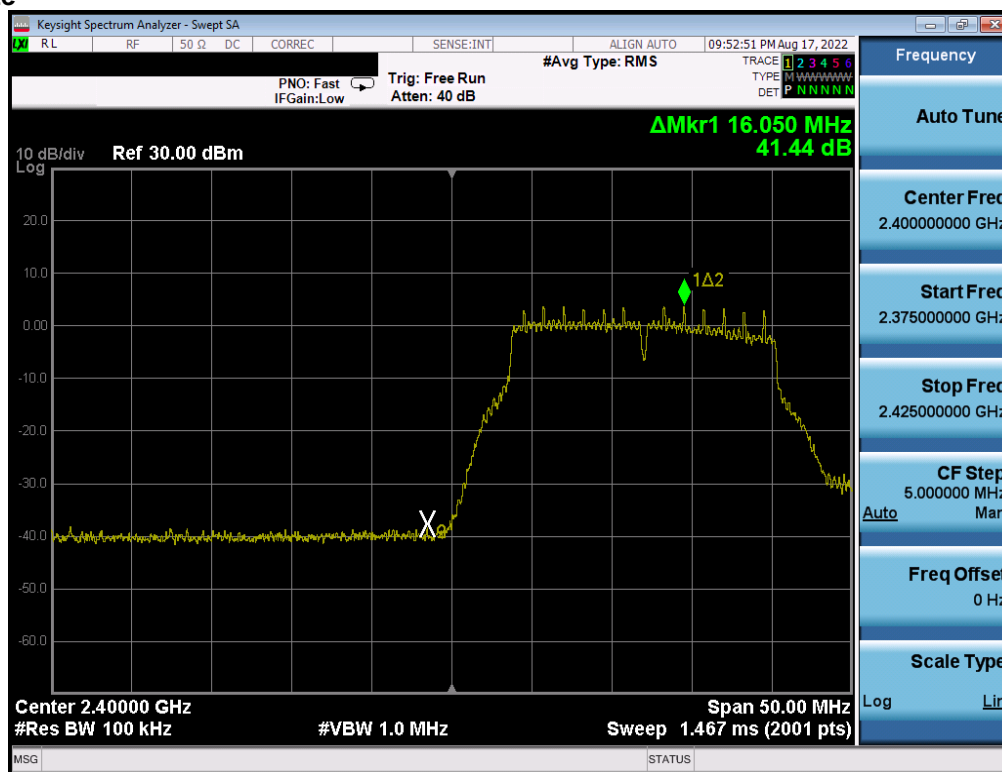 Keysight Spectrum Analyzer - Swept SA
LXI RL RF 50 Ω DC CORREC SENSE:INT ALIGN AUTO 09:52:51 PM Aug 17, 2022
PNO: Fast
IFGain:Low
Trig: Free Run
Atten: 40 dB
#Avg Type: RMS
TRACE 1 2 3 4 5 6
TYPE M WWWWW
DET P N N N N N
ΔMkr1 16.050 MHz
41.44 dB
10 dB/div Ref 30.00 dBm
Log
20.0
10.0
0.00
-10.0
-20.0
-30.0
-40.0
-50.0
-60.0
1Δ2
X
2
Center 2.40000 GHz
Span 50.00 MHz
#Res BW 100 kHz
#VBW 1.0 MHz
Sweep 1.467 ms (2001 pts)
MSG STATUS
Frequency
Auto Tune
Center Freq
2.400000000 GHz
Start Freq
2.375000000 GHz
Stop Freq
2.425000000 GHz
CF Step
5.000000 MHz
Auto Man
Freq Offset
0 Hz
Scale Type
Log Lin